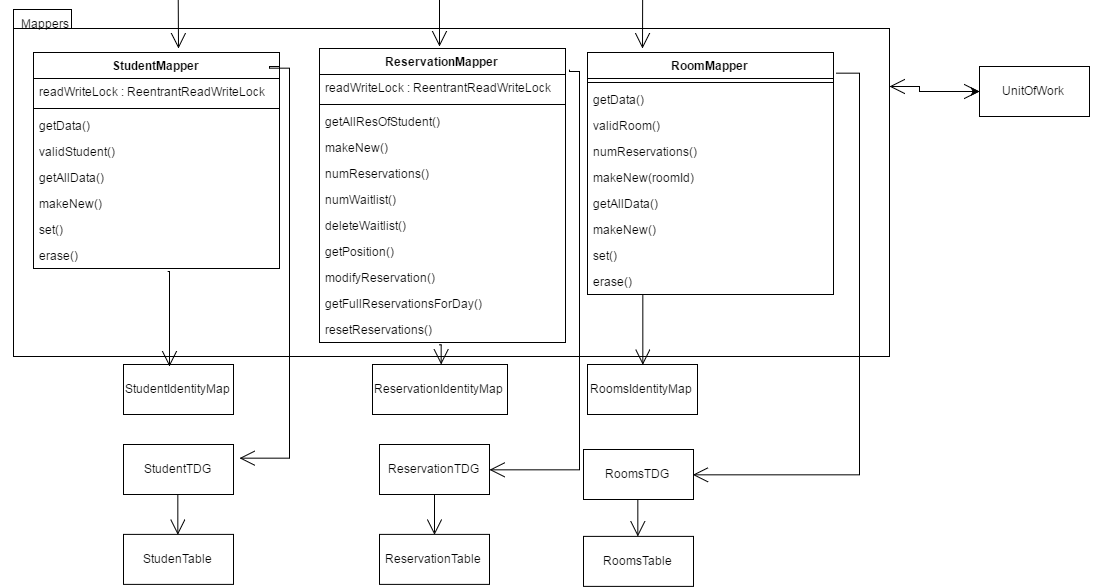 Mappers
StudentMapper
readWriteLock : ReentrantReadWriteLock
getData()
validStudent()
getAllData()
makeNew()
set()
erase()
ReservationMapper
readWriteLock : ReentrantReadWriteLock
getAllResOfStudent()
makeNew()
numReservations()
numWaitlist()
deleteWaitlist()
getPosition()
modifyReservation()
getFullReservationsForDay()
resetReservations()
RoomMapper
getData()
validRoom()
numReservations()
makeNew(roomId)
getAllData()
makeNew()
set()
erase()
UnitOfWork
StudentIdentityMap
ReservationIdentityMap
RoomsIdentityMap
StudentTDG
ReservationTDG
RoomsTDG
StudenTable
ReservationTable
RoomsTable